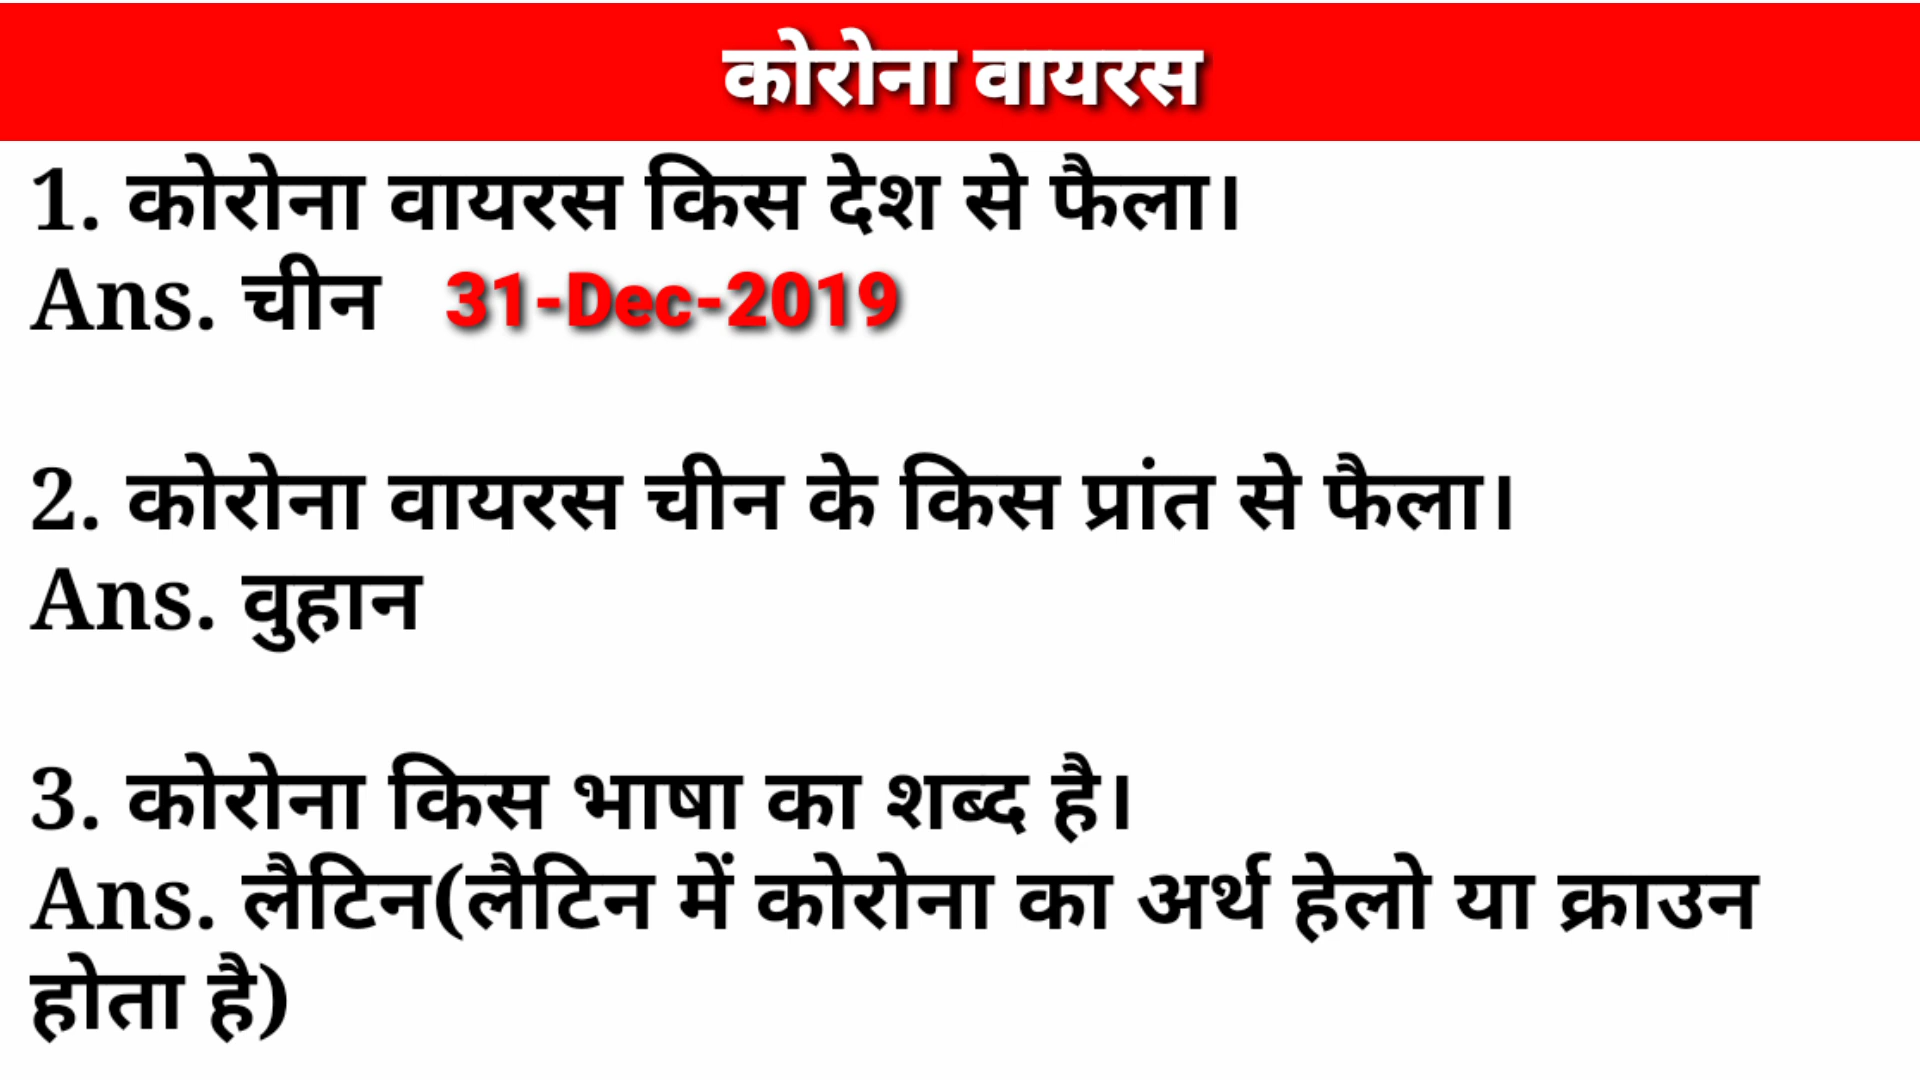 कोरोना वायरस
1. कोरोना वायरस किस देश से फैला।
Ans. चीन 31-Dec-2019
2. कोरोना वायरस चीन के किस प्रांत से फैला।
Ans. वुहान
3. कोरोना किस भाषा का शब्द है।
Ans. लैटिन(लैटिन में कोरोना का अर्थ हेलो या क्राउन
होता है)